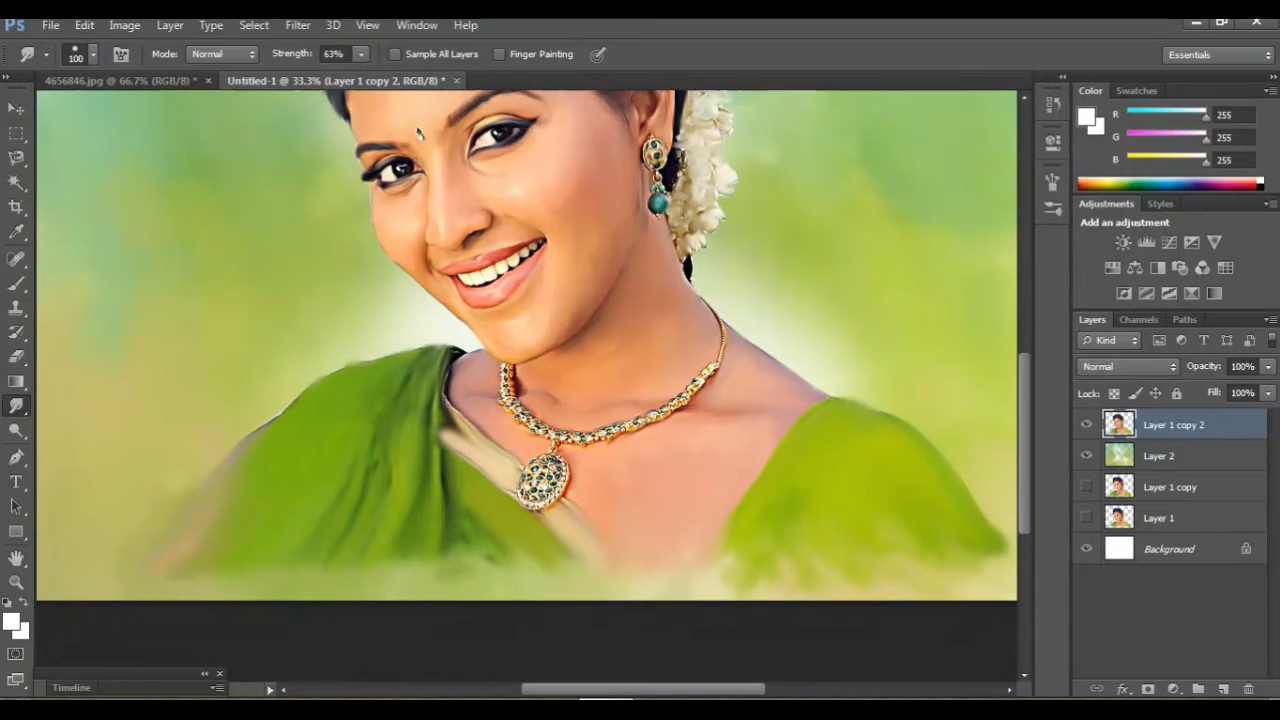 Ps File Edit Image Layer Type Select Filter 3D View Window Help
100 Mode: Normal Strength: 63% Sample All Layers Finger Painting Essentials
4656846.jpg @ 66.7% (RGB/8) * × Untitled-1 @ 33.3% (Layer 1 copy 2, RGB/8) * ×
Color Swatches
R 255
G 255
B 255
Adjustments Styles
Add an adjustment
Layers Channels Paths
Kind
Normal Opacity: 100%
Lock: Fill: 100%
Layer 1 copy 2
Layer 2
Layer 1 copy
Layer 1
Background
Timeline